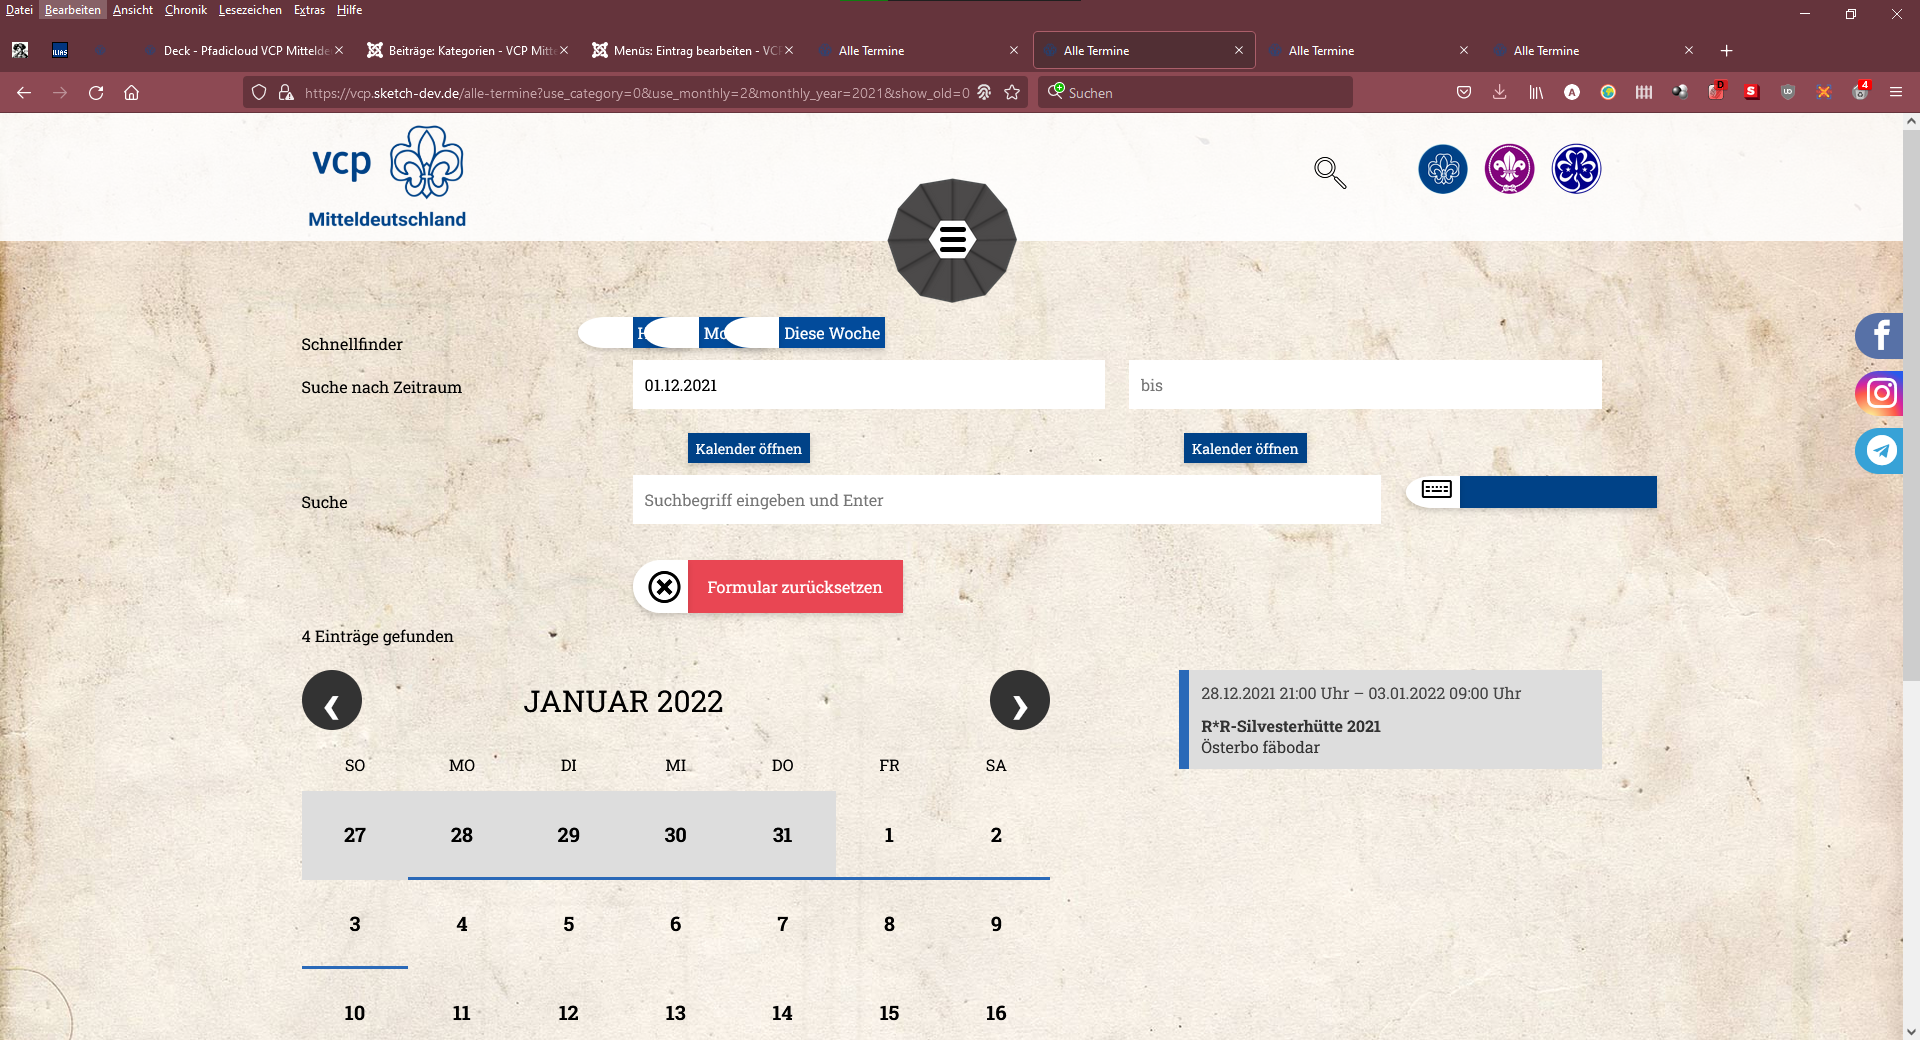 Datei Bearbeiten Ansicht Chronik Lesezeichen Extras Hilfe
ILIAS Deck - Pfadicloud VCP Mittelde Beiträge: Kategorien - VCP Mitt Menüs: Eintrag bearbeiten - VC Alle Termine Alle Termine Alle Termine Alle Termine
https://vcp.sketch-dev.de/alle-termine?use_category=0&use_monthly=2&monthly_year=2021&show_old=0 Suchen
vcp
Mitteldeutschland
Schnellfinder H Mo Diese Woche
Suche nach Zeitraum 01.12.2021 bis
Kalender öffnen Kalender öffnen
Suche Suchbegriff eingeben und Enter
Formular zurücksetzen
4 Einträge gefunden
JANUAR 2022
SO MO DI MI DO FR SA
27 28 29 30 31 1 2
3 4 5 6 7 8 9
10 11 12 13 14 15 16
28.12.2021 21:00 Uhr – 03.01.2022 09:00 Uhr
R*R-Silvesterhütte 2021
Österbo fäbodar